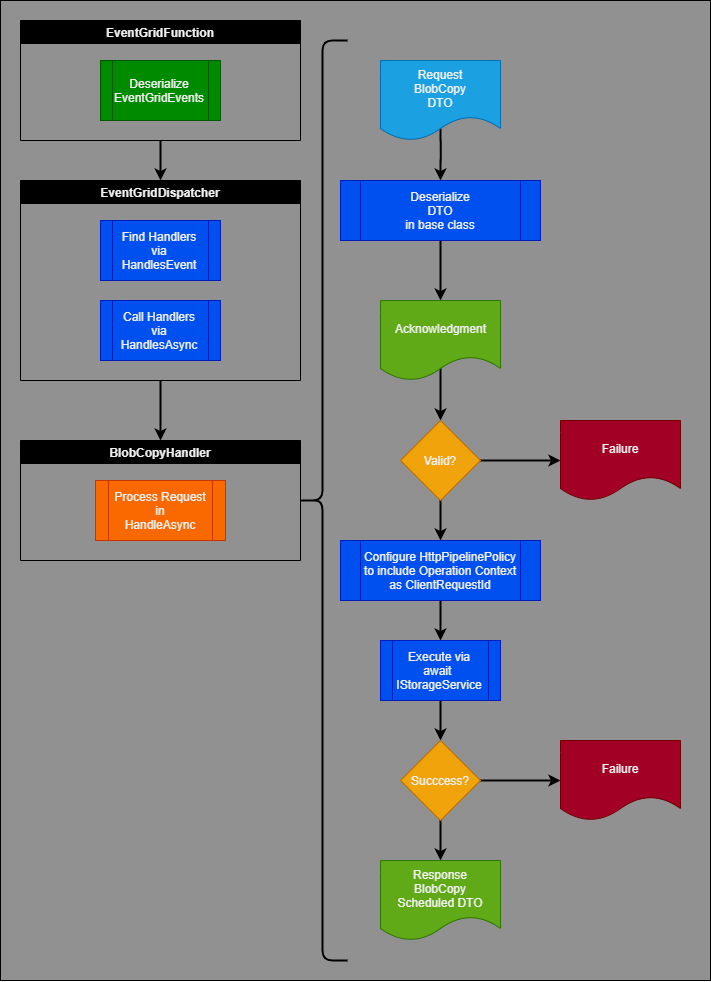 EventGridFunction
Deserialize
EventGridEvents
EventGridDispatcher
Find Handlers
via
HandlesEvent
Call Handlers
via
HandlesAsync
BlobCopyHandler
Process Request
in
HandleAsync
Request
BlobCopy
DTO
Deserialize
DTO
in base class
Acknowledgment
Valid?
Failure
Configure HttpPipelinePolicy
to include Operation Context
as ClientRequestId
Execute via
await
IStorageService
Succcess?
Failure
Response
BlobCopy
Scheduled DTO